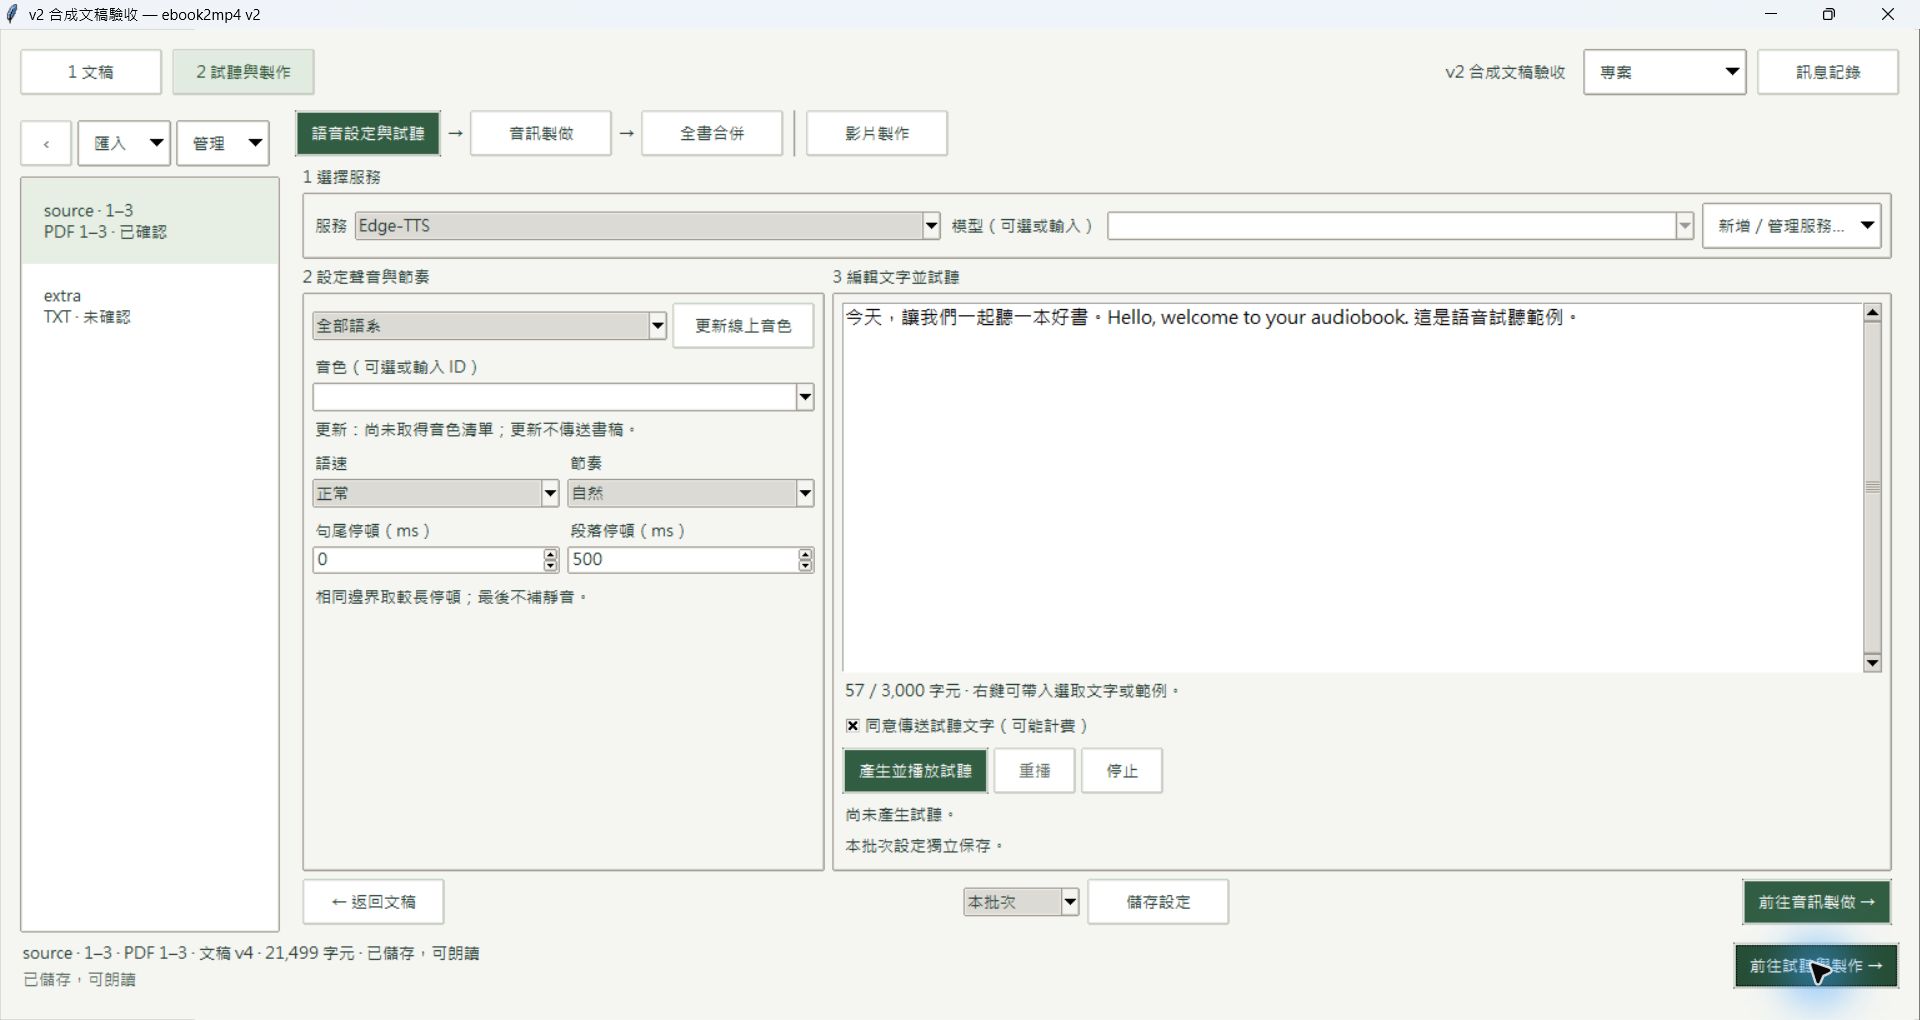 v2 合成文稿驗收 — ebook2mp4 v2
1 文稿
2 試聽與製作
v2 合成文稿驗收
專案
訊息記錄
‹
匯入
管理
語音設定與試聽
→
音訊製做
→
全書合併
影片製作
source · 1–3
PDF 1–3 · 已確認
extra
TXT · 未確認
1 選擇服務
服務
Edge-TTS
模型（可選或輸入）
新增 / 管理服務...
2 設定聲音與節奏
全部語系
更新線上音色
音色（可選或輸入 ID）
更新：尚未取得音色清單；更新不傳送書稿。
語速
節奏
正常
自然
句尾停頓（ms）
段落停頓（ms）
0
500
相同邊界取較長停頓；最後不補靜音。
3 編輯文字並試聽
今天，讓我們一起聽一本好書。Hello, welcome to your audiobook. 這是語音試聽範例。
57 / 3,000 字元 · 右鍵可帶入選取文字或範例。
同意傳送試聽文字（可能計費）
產生並播放試聽
重播
停止
尚未產生試聽。
本批次設定獨立保存。
← 返回文稿
本批次
儲存設定
前往音訊製做 →
source · 1–3 · PDF 1–3 · 文稿 v4 · 21,499 字元 · 已儲存，可朗讀
已儲存，可朗讀
前往試聽與製作 →